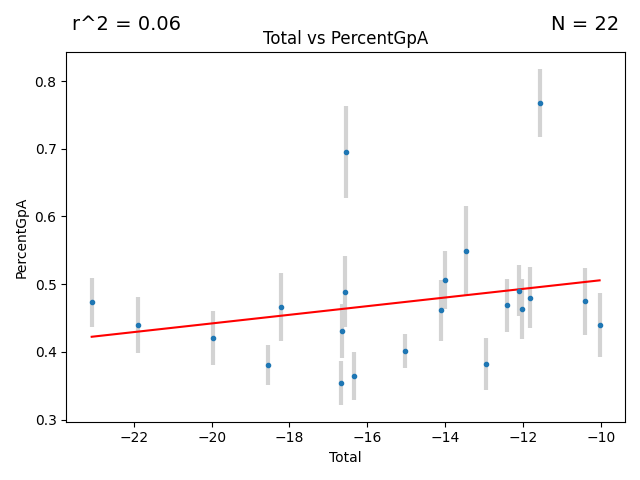 r^2 = 0.06
N = 22
Total vs PercentGpA
0.8
0.7
0.6
0.5
0.4
0.3
PercentGpA
−22
−20
−18
−16
−14
−12
−10
Total